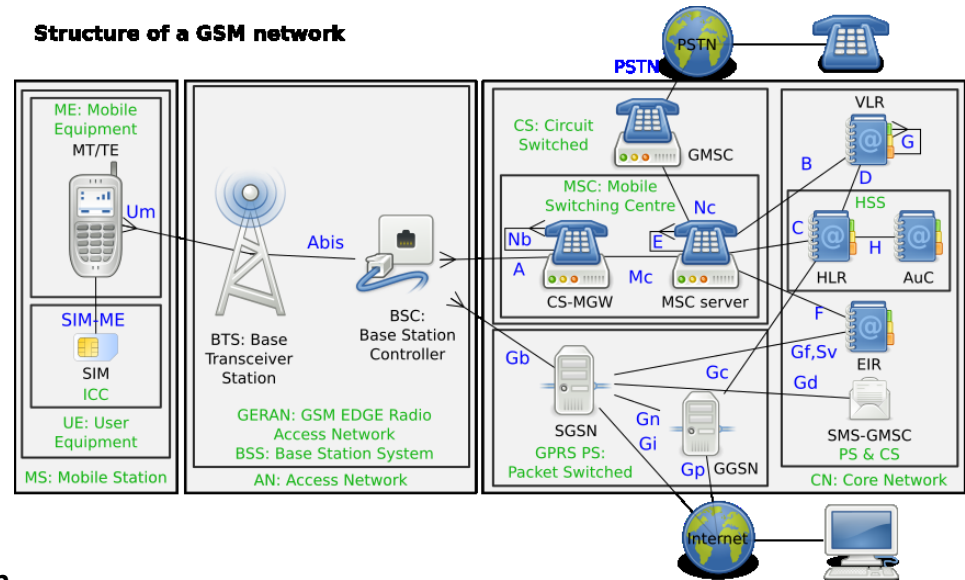 Structure of a GSM network
PSTN
PSTN
ME: Mobile
Equipment
MT/TE
Um
SIM-ME
SIM
ICC
UE: User
Equipment
MS: Mobile Station
Abis
BTS: Base
Transceiver
Station
BSC:
Base Station
Controller
GERAN: GSM EDGE Radio
Access Network
BSS: Base Station System
AN: Access Network
CS: Circuit
Switched
GMSC
MSC: Mobile
Switching Centre
Nc
Nb
E
A
Mc
CS-MGW
MSC server
VLR
G
B
D
HSS
C
H
HLR
AuC
F
EIR
Gb
Gf,Sv
Gc
Gd
SGSN
Gn
Gi
Gp
GGSN
GPRS PS:
Packet Switched
SMS-GMSC
PS & CS
CN: Core Network
Internet